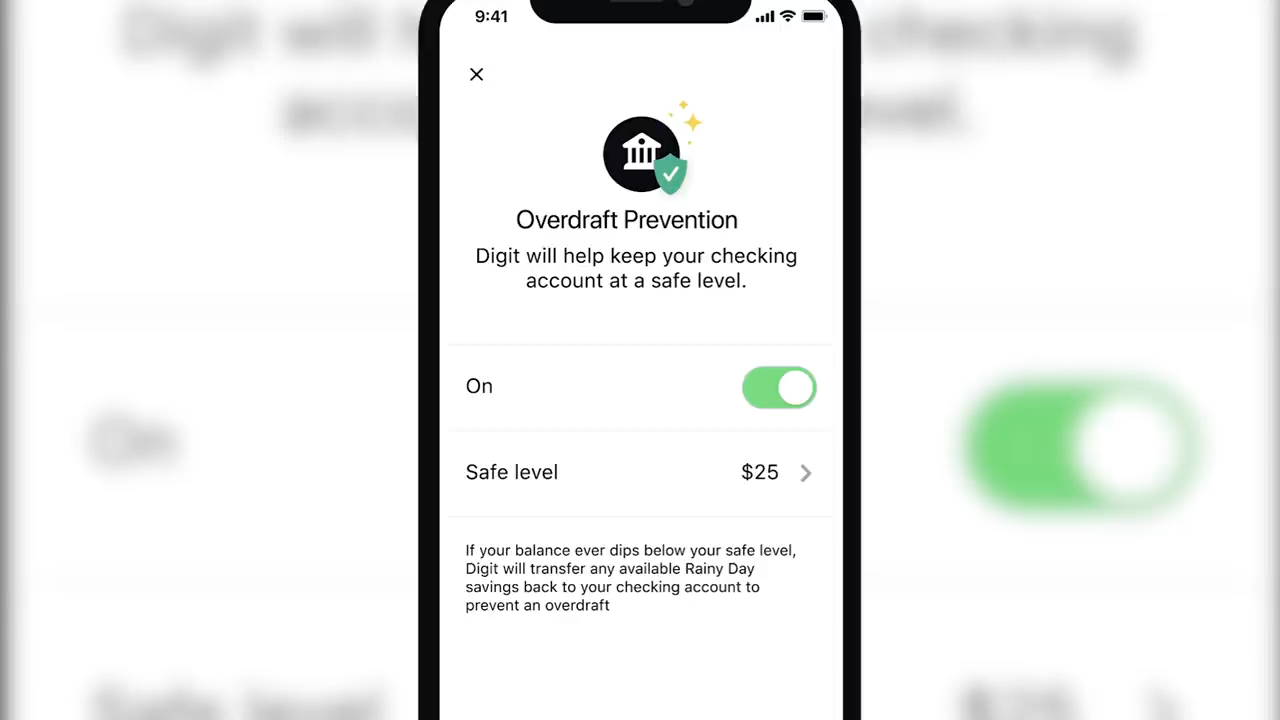 9:41
Overdraft Prevention
Digit will help keep your checking
account at a safe level.
On
Safe level $25
If your balance ever dips below your safe level,
Digit will transfer any available Rainy Day
savings back to your checking account to
prevent an overdraft